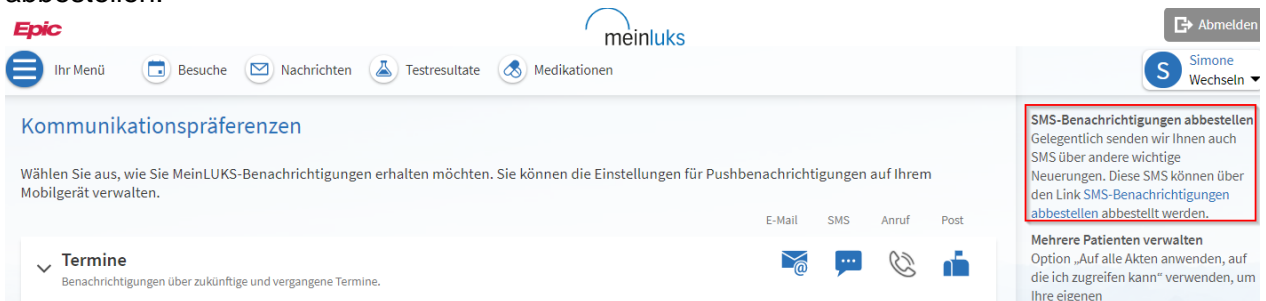 abbestellen.
Epic
meinluks
Abmelden
Ihr Menü Besuche Nachrichten Testresultate Medikationen
S Simone
Wechseln
Kommunikationspräferenzen
Wählen Sie aus, wie Sie MeinLUKS-Benachrichtigungen erhalten möchten. Sie können die Einstellungen für Pushbenachrichtigungen auf Ihrem
Mobilgerät verwalten.
E-Mail SMS Anruf Post
Termine
Benachrichtigungen über zukünftige und vergangene Termine.
SMS-Benachrichtigungen abbestellen
Gelegentlich senden wir Ihnen auch
SMS über andere wichtige
Neuerungen. Diese SMS können über
den Link SMS-Benachrichtigungen
abbestellen abbestellt werden.
Mehrere Patienten verwalten
Option „Auf alle Akten anwenden, auf
die ich zugreifen kann“ verwenden, um
Ihre eigenen